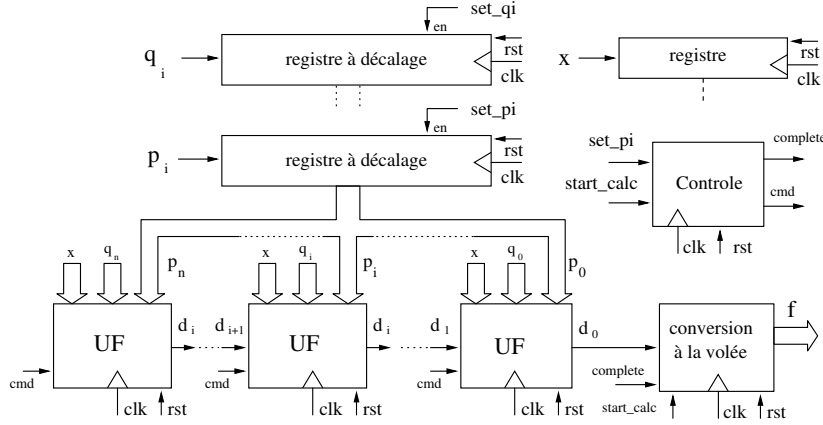 set_qi
en
q i
registre à décalage
rst
clk
x
registre
rst
clk
set_pi
en
p i
registre à décalage
rst
clk
set_pi
start_calc
Controle
complete
cmd
clk
rst
x
q n
p n
x
q i
p i
x
q 0
p 0
UF
d i
d i+1
UF
d i
d 1
UF
d 0
conversion
à la volée
f
cmd
clk
rst
cmd
clk
rst
cmd
clk
rst
complete
start_calc
clk
rst